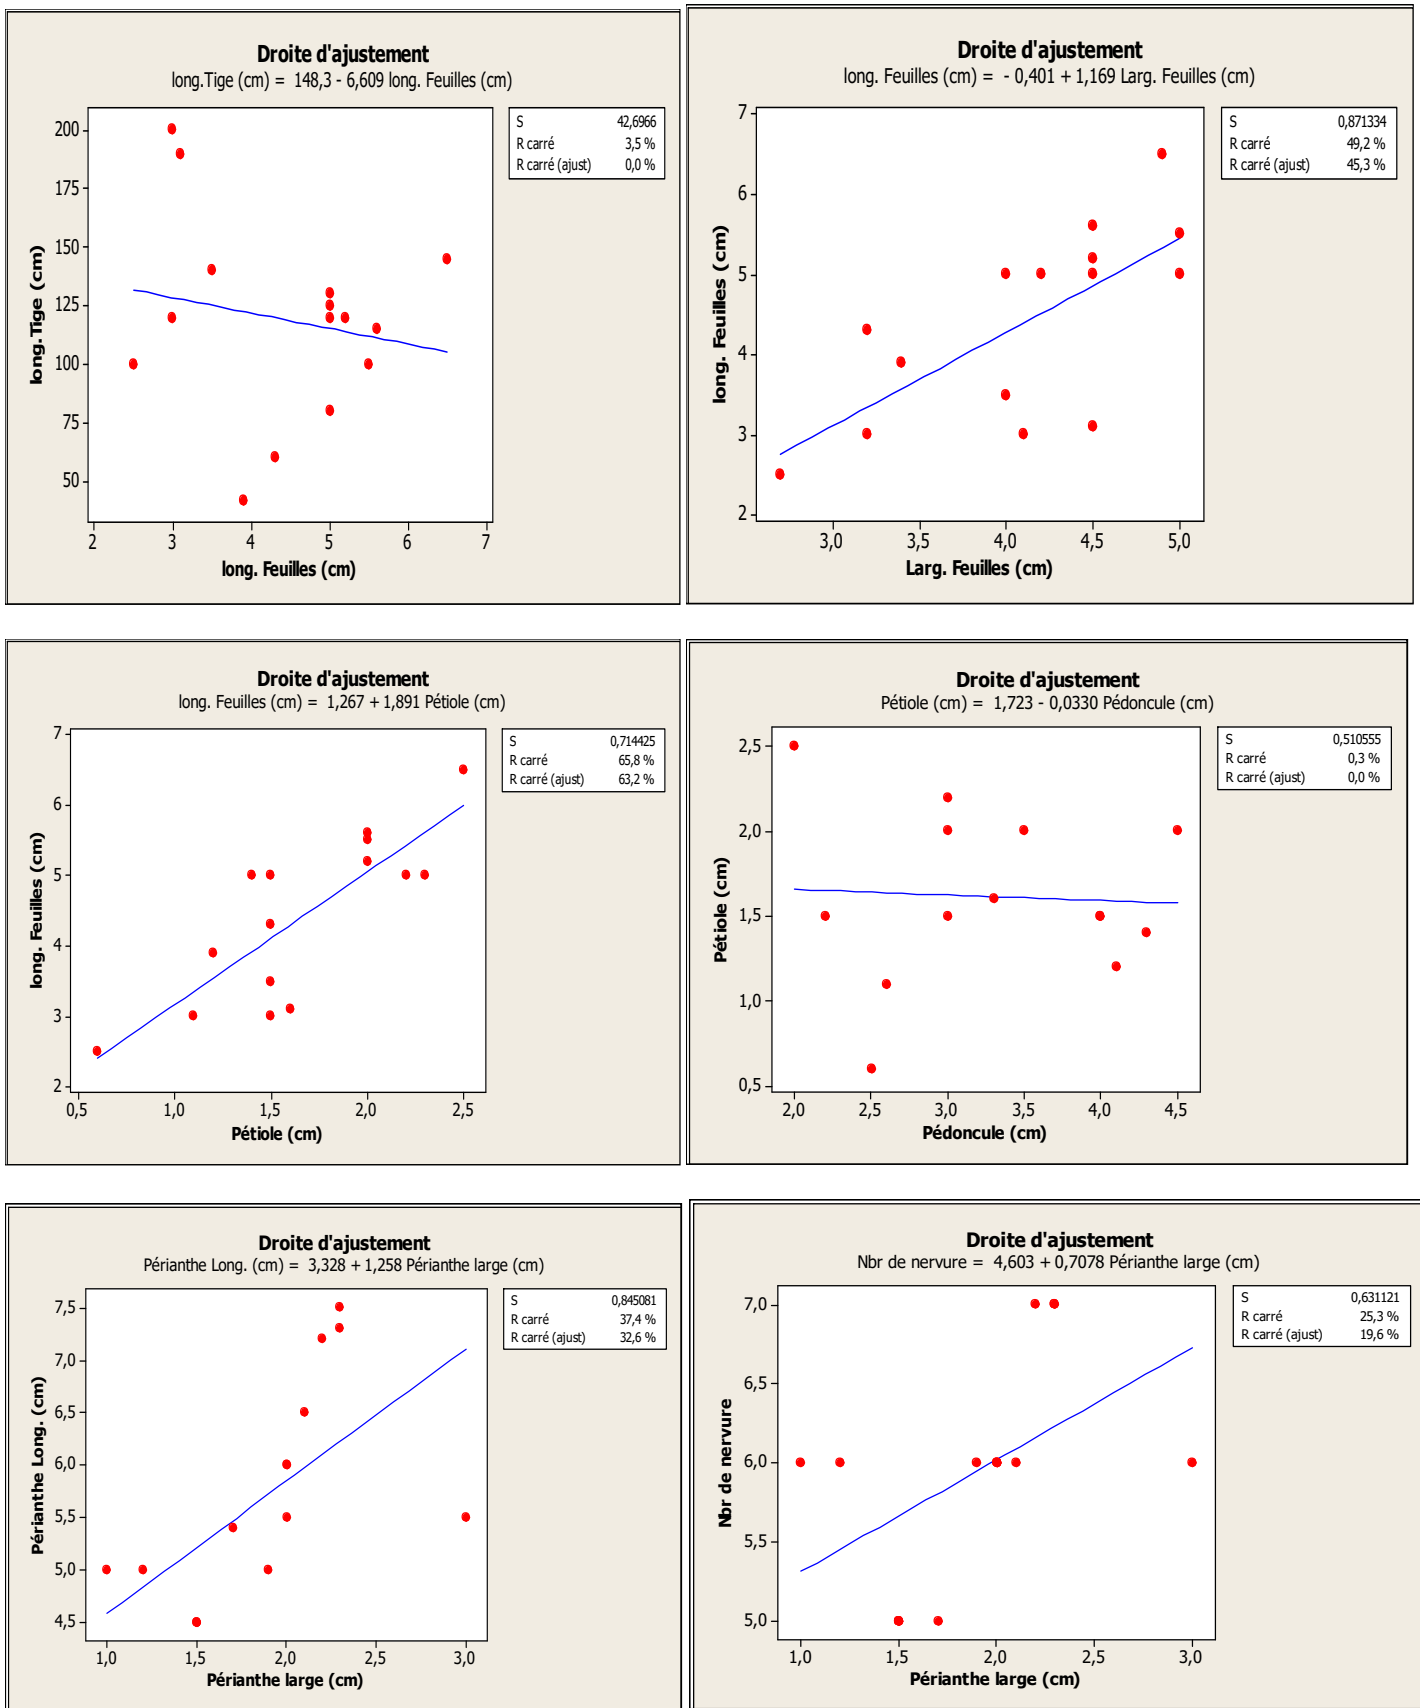 Droite d'ajustement
long.Tige (cm) = 148,3 - 6,609 long. Feuilles (cm)
S 42,6966
R carré 3,5 %
R carré (ajust) 0,0 %
200
175
150
125
100
75
50
long.Tige (cm)
2 3 4 5 6 7
long. Feuilles (cm)
Droite d'ajustement
long. Feuilles (cm) = - 0,401 + 1,169 Larg. Feuilles (cm)
S 0,871334
R carré 49,2 %
R carré (ajust) 45,3 %
7
6
5
4
3
2
long. Feuilles (cm)
3,0 3,5 4,0 4,5 5,0
Larg. Feuilles (cm)
Droite d'ajustement
long. Feuilles (cm) = 1,267 + 1,891 Pétiole (cm)
S 0,714425
R carré 65,8 %
R carré (ajust) 63,2 %
7
6
5
4
3
2
long. Feuilles (cm)
0,5 1,0 1,5 2,0 2,5
Pétiole (cm)
Droite d'ajustement
Pétiole (cm) = 1,723 - 0,0330 Pédoncule (cm)
S 0,510555
R carré 0,3 %
R carré (ajust) 0,0 %
2,5
2,0
1,5
1,0
0,5
Pétiole (cm)
2,0 2,5 3,0 3,5 4,0 4,5
Pédoncule (cm)
Droite d'ajustement
Périanthe Long. (cm) = 3,328 + 1,258 Périanthe large (cm)
S 0,845081
R carré 37,4 %
R carré (ajust) 32,6 %
7,5
7,0
6,5
6,0
5,5
5,0
4,5
Périanthe Long. (cm)
1,0 1,5 2,0 2,5 3,0
Périanthe large (cm)
Droite d'ajustement
Nbr de nervure = 4,603 + 0,7078 Périanthe large (cm)
S 0,631121
R carré 25,3 %
R carré (ajust) 19,6 %
7,0
6,5
6,0
5,5
5,0
Nbr de nervure
1,0 1,5 2,0 2,5 3,0
Périanthe large (cm)